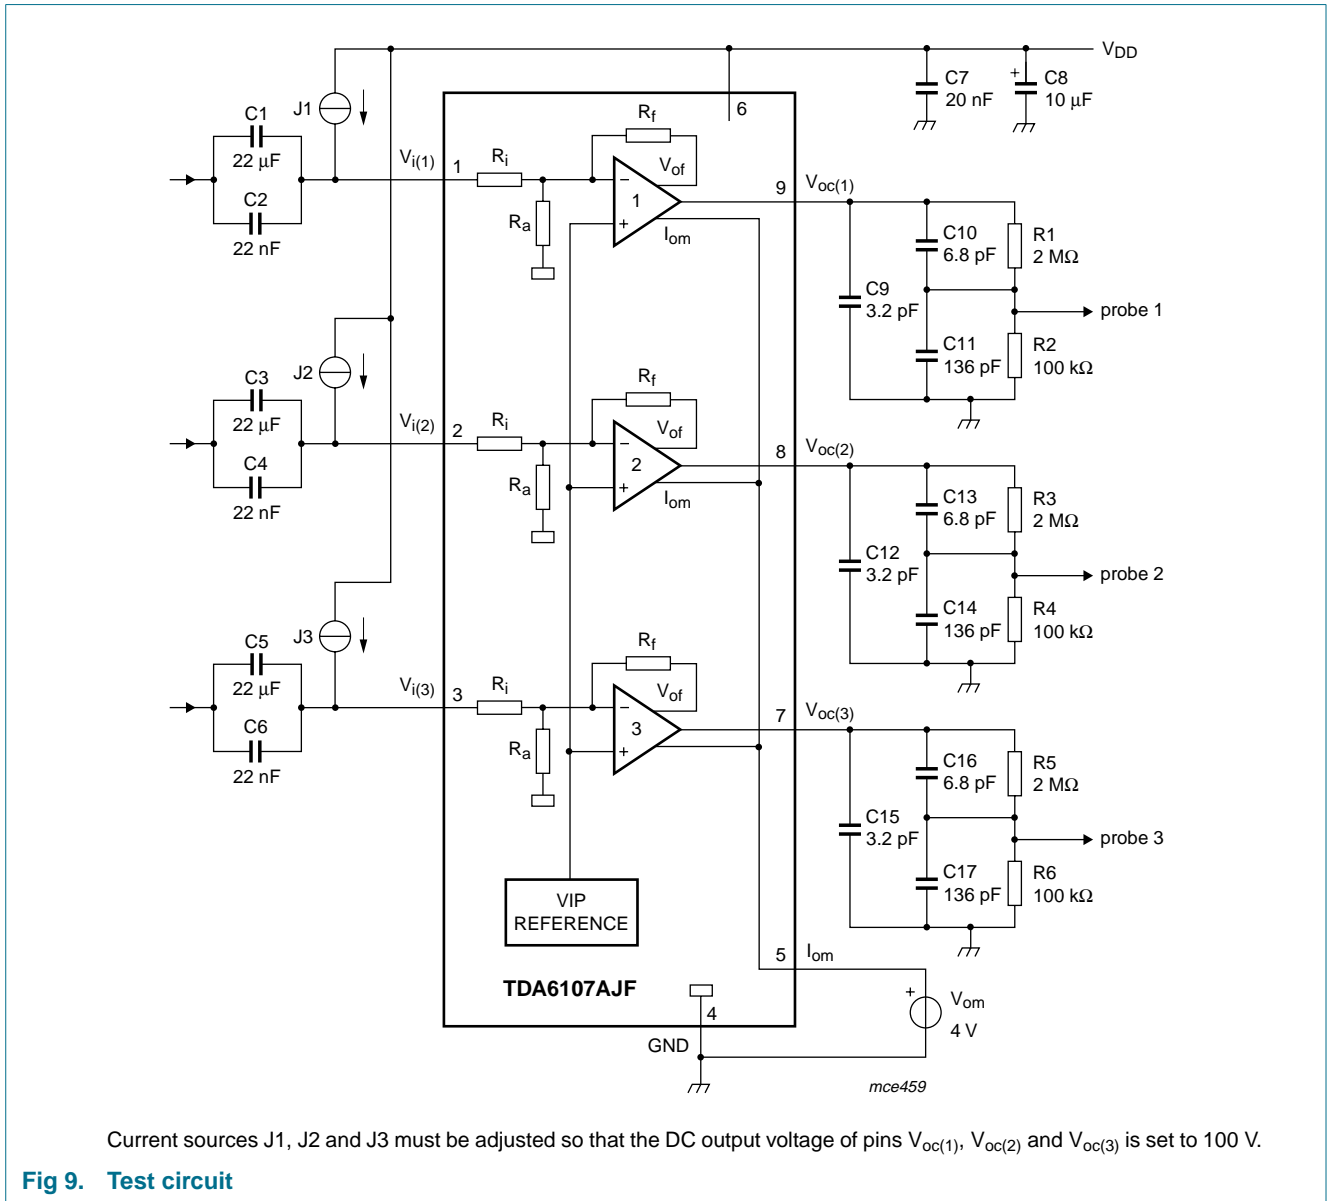 VDD
C7
20 nF
+
C8
10 μF
J1
C1
22 μF
C2
22 nF
Vi(1)
1
Ri
Ra
Rf
Vof
−
1
+
Iom
6
9
Voc(1)
C9
3.2 pF
C10
6.8 pF
C11
136 pF
R1
2 MΩ
R2
100 kΩ
probe 1
J2
C3
22 μF
C4
22 nF
Vi(2)
2
Ri
Ra
Rf
Vof
−
2
+
Iom
8
Voc(2)
C12
3.2 pF
C13
6.8 pF
C14
136 pF
R3
2 MΩ
R4
100 kΩ
probe 2
J3
C5
22 μF
C6
22 nF
Vi(3)
3
Ri
Ra
Rf
Vof
−
3
+
7
Voc(3)
C15
3.2 pF
C16
6.8 pF
C17
136 pF
R5
2 MΩ
R6
100 kΩ
probe 3
VIP
REFERENCE
TDA6107AJF
5
Iom
+
Vom
4 V
4
GND
mce459
Current sources J1, J2 and J3 must be adjusted so that the DC output voltage of pins Voc(1), Voc(2) and Voc(3) is set to 100 V.
Fig 9. Test circuit